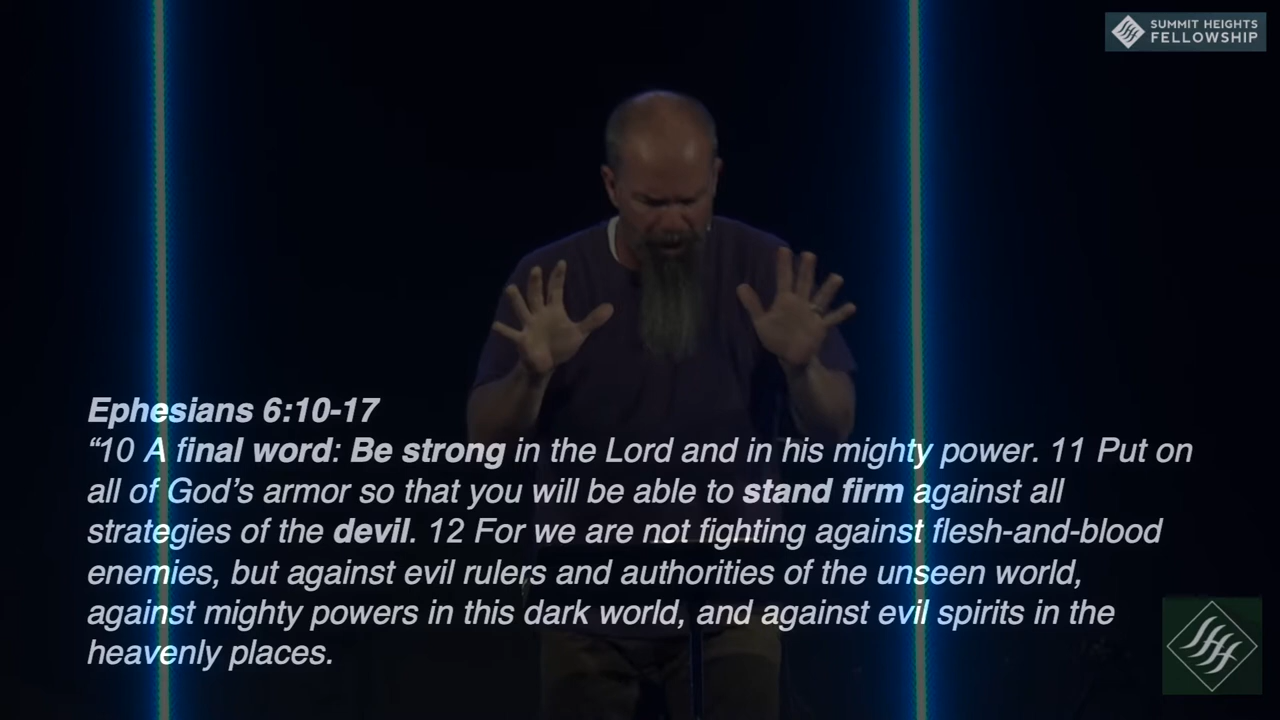 SUMMIT HEIGHTS
FELLOWSHIP
Ephesians 6:10-17
“10 A final word: Be strong in the Lord and in his mighty power. 11 Put on
all of God’s armor so that you will be able to stand firm against all
strategies of the devil. 12 For we are not fighting against flesh-and-blood
enemies, but against evil rulers and authorities of the unseen world,
against mighty powers in this dark world, and against evil spirits in the
heavenly places.